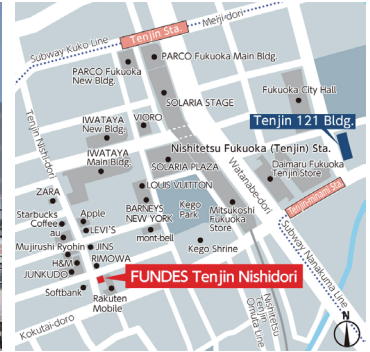 Tenjin Sta.
Meiji-dori
Subway Kuko Line
PARCO Fukuoka
New Bldg.
PARCO Fukuoka Main Bldg.
SOLARIA STAGE
Fukuoka City Hall
Tenjin Nishidori
IWATAYA
New Bldg.
VIORO
Tenjin 121 Bldg.
Nishitetsu Fukuoka (Tenjin) Sta.
IWATAYA
Main Bldg.
SOLARIA PLAZA
Watanabe-dori
Daimaru Fukuoka
Tenjin Store
ZARA
LOUIS VUITTON
Tenjin-minami Sta.
Starbucks
Coffee
Apple
BARNEYS
NEW YORK
Kego
Park
Mitsukoshi
Fukuoka
Store
au
LEVI'S
mont-bell
Mujirushi Ryohin
JINS
Kego Shrine
Subway Nanakuma Line
H&M
RIMOWA
JUNKUDO
FUNDES Tenjin Nishidori
Softbank
Rakuten
Mobile
Nishitetsu
Tenjin
Omuta Line
Kokutai-doro
N